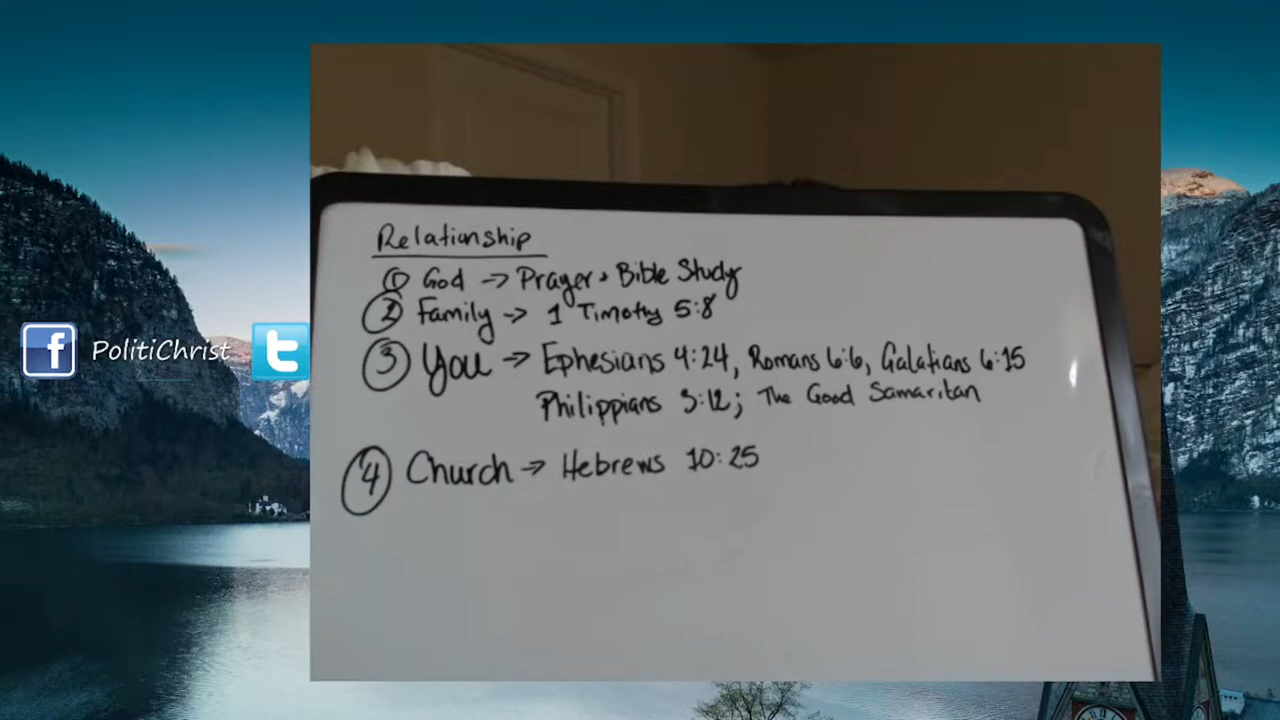 Relationship
① God → Prayer + Bible Study
② Family → 1 Timothy 5:8
③ You → Ephesians 4:24, Romans 6:6, Galatians 6:15
Philippians 3:12; The Good Samaritan
④ Church → Hebrews 10:25
f PolitiChrist t